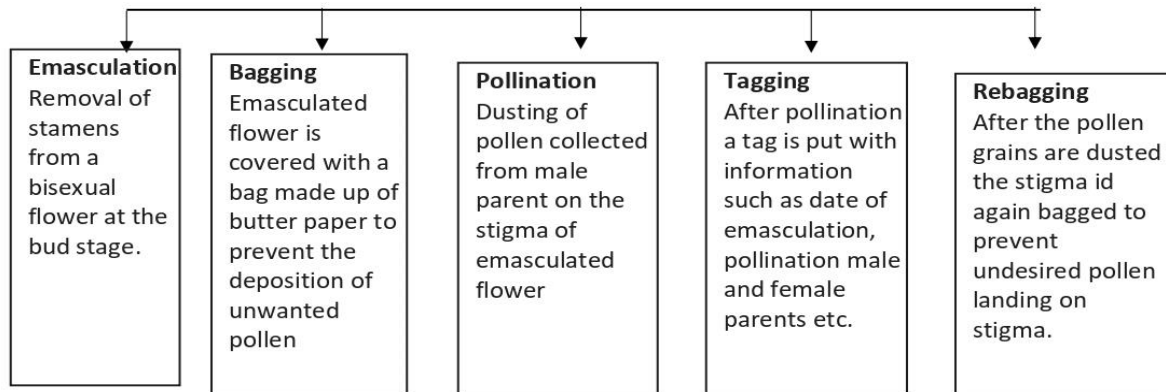 Emasculation
Removal of
stamens
from a
bisexual
flower at the
bud stage.
Bagging
Emasculated
flower is
covered with a
bag made up of
butter paper to
prevent the
deposition of
unwanted
pollen
Pollination
Dusting of
pollen collected
from male
parent on the
stigma of
emasculated
flower
Tagging
After pollination
a tag is put with
information
such as date of
emasculation,
pollination male
and female
parents etc.
Rebagging
After the pollen
grains are dusted
the stigma id
again bagged to
prevent
undesired pollen
landing on
stigma.